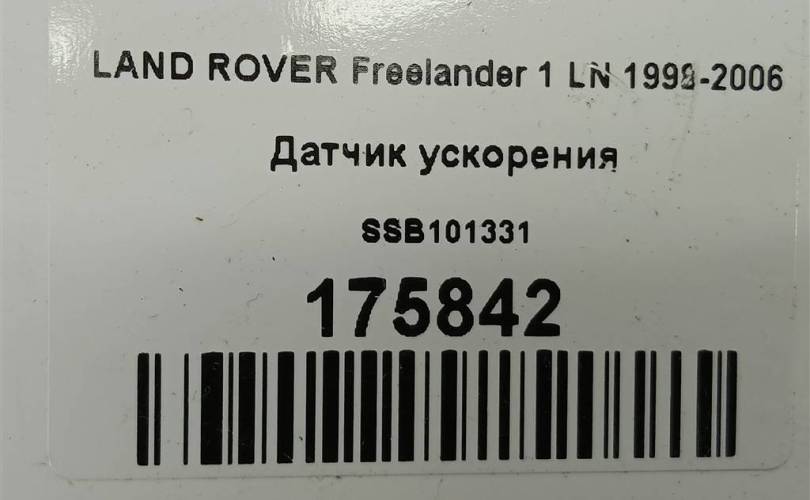 LAND ROVER Freelander 1 LN 1998-2006
Датчик ускорения
SSB101331
175842